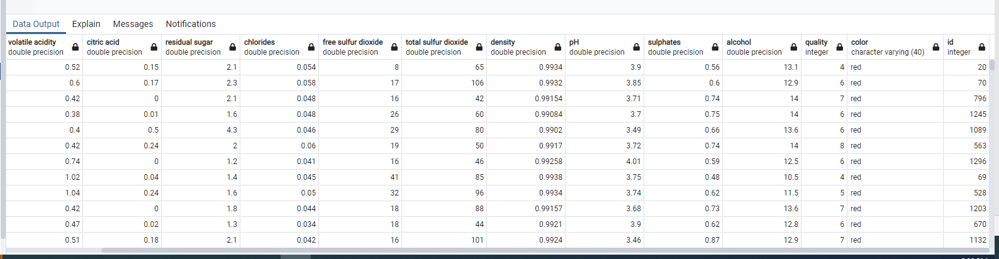 Data Output Explain Messages Notifications
volatile acidity citric acid residual sugar chlorides free sulfur dioxide total sulfur dioxide density pH sulphates alcohol quality color id
double precision double precision double precision double precision double precision double precision double precision double precision double precision double precision integer character varying (40) integer
0.52 0.15 2.1 0.054 8 65 0.9934 3.9 0.56 13.1 4 red 20
0.6 0.17 2.3 0.058 17 106 0.9932 3.85 0.6 12.9 6 red 70
0.42 0 2.1 0.048 16 42 0.99154 3.71 0.74 14 7 red 796
0.38 0.01 1.6 0.048 26 60 0.99084 3.7 0.75 14 6 red 1245
0.4 0.5 4.3 0.046 29 80 0.9902 3.49 0.66 13.6 6 red 1089
0.42 0.24 2 0.06 19 50 0.9917 3.72 0.74 14 8 red 563
0.74 0 1.2 0.041 16 46 0.99258 4.01 0.59 12.5 6 red 1296
1.02 0.04 1.4 0.045 41 85 0.9938 3.75 0.48 10.5 4 red 69
1.04 0.24 1.6 0.05 32 96 0.9934 3.74 0.62 11.5 5 red 528
0.42 0 1.8 0.044 18 88 0.99157 3.68 0.73 13.6 7 red 1203
0.47 0.02 1.3 0.034 18 44 0.9921 3.9 0.62 12.8 6 red 670
0.51 0.18 2.1 0.042 16 101 0.9924 3.46 0.87 12.9 7 red 1132